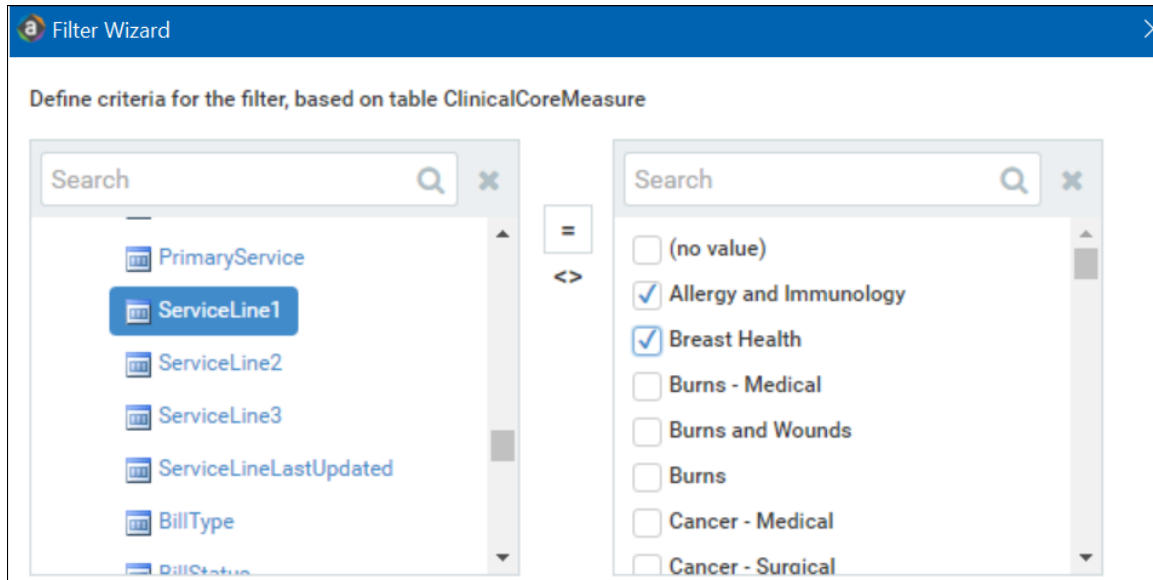 Filter Wizard
Define criteria for the filter, based on table ClinicalCoreMeasure
Search
PrimaryService
ServiceLine1
ServiceLine2
ServiceLine3
ServiceLineLastUpdated
BillType
BillStatus
=
<>
Search
(no value)
Allergy and Immunology
Breast Health
Burns - Medical
Burns and Wounds
Burns
Cancer - Medical
Cancer - Surgical